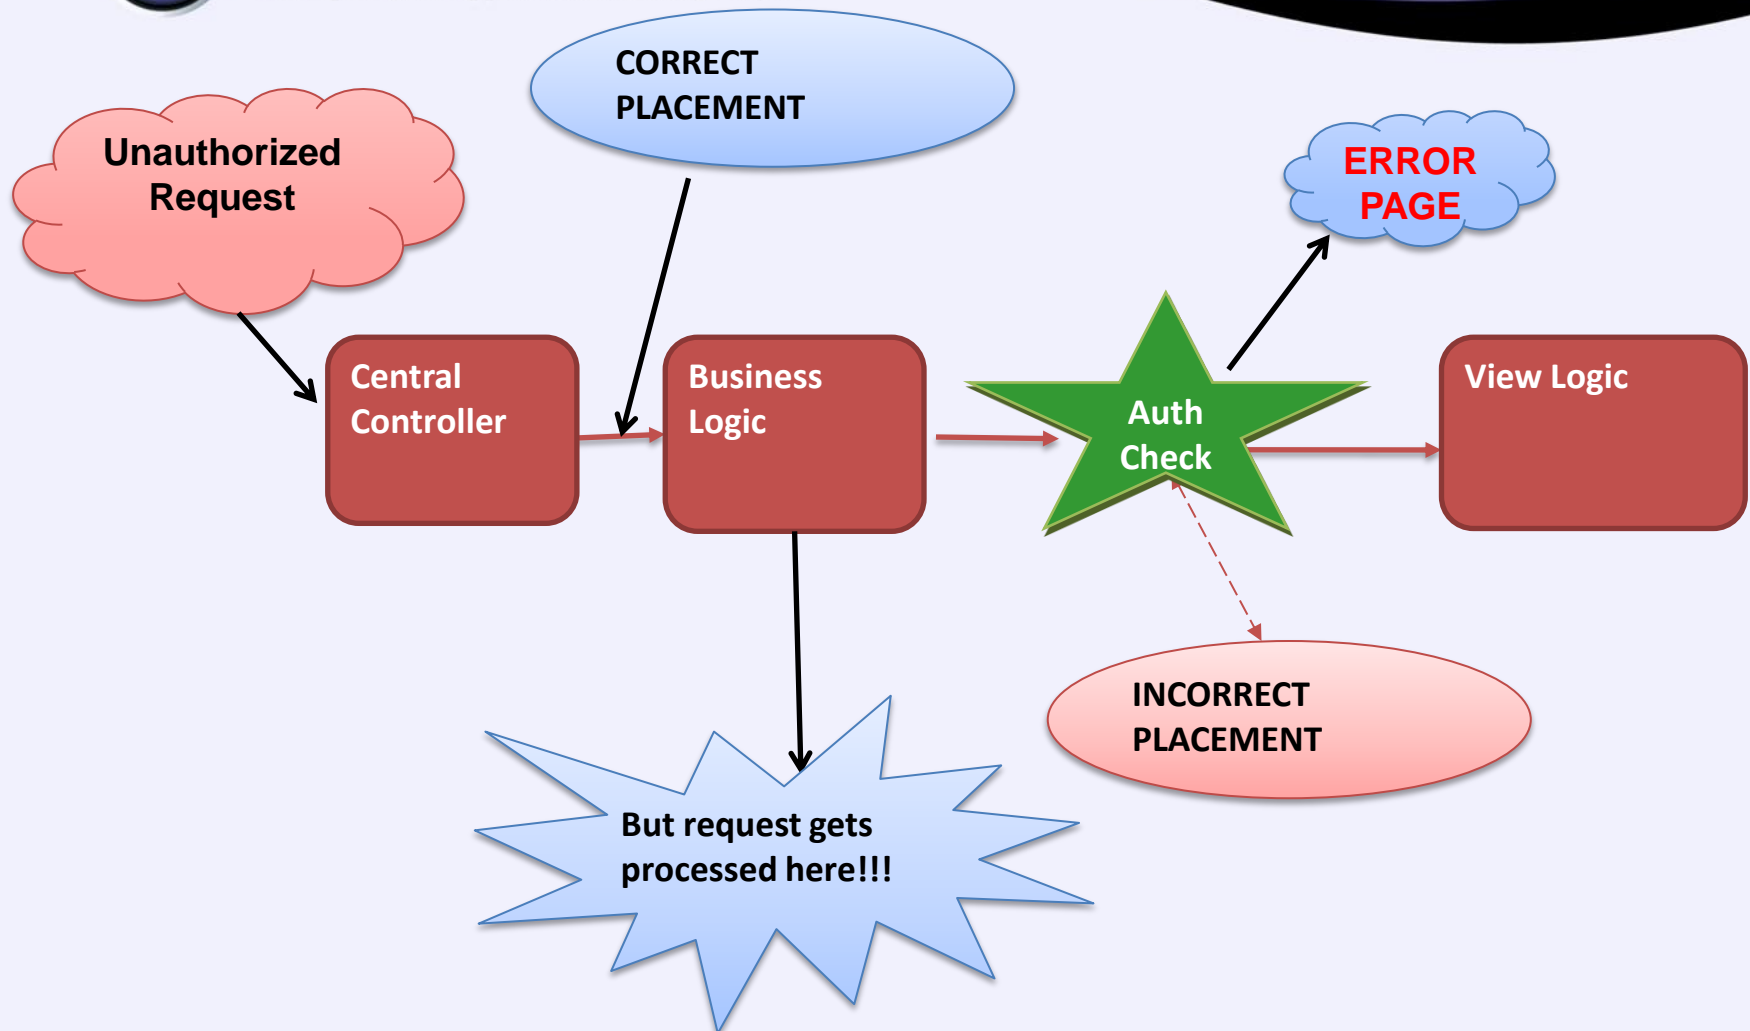 CORRECT
PLACEMENT
Unauthorized
Request
ERROR
PAGE
Central
Controller
Business
Logic
Auth
Check
View Logic
INCORRECT
PLACEMENT
But request gets
processed here!!!